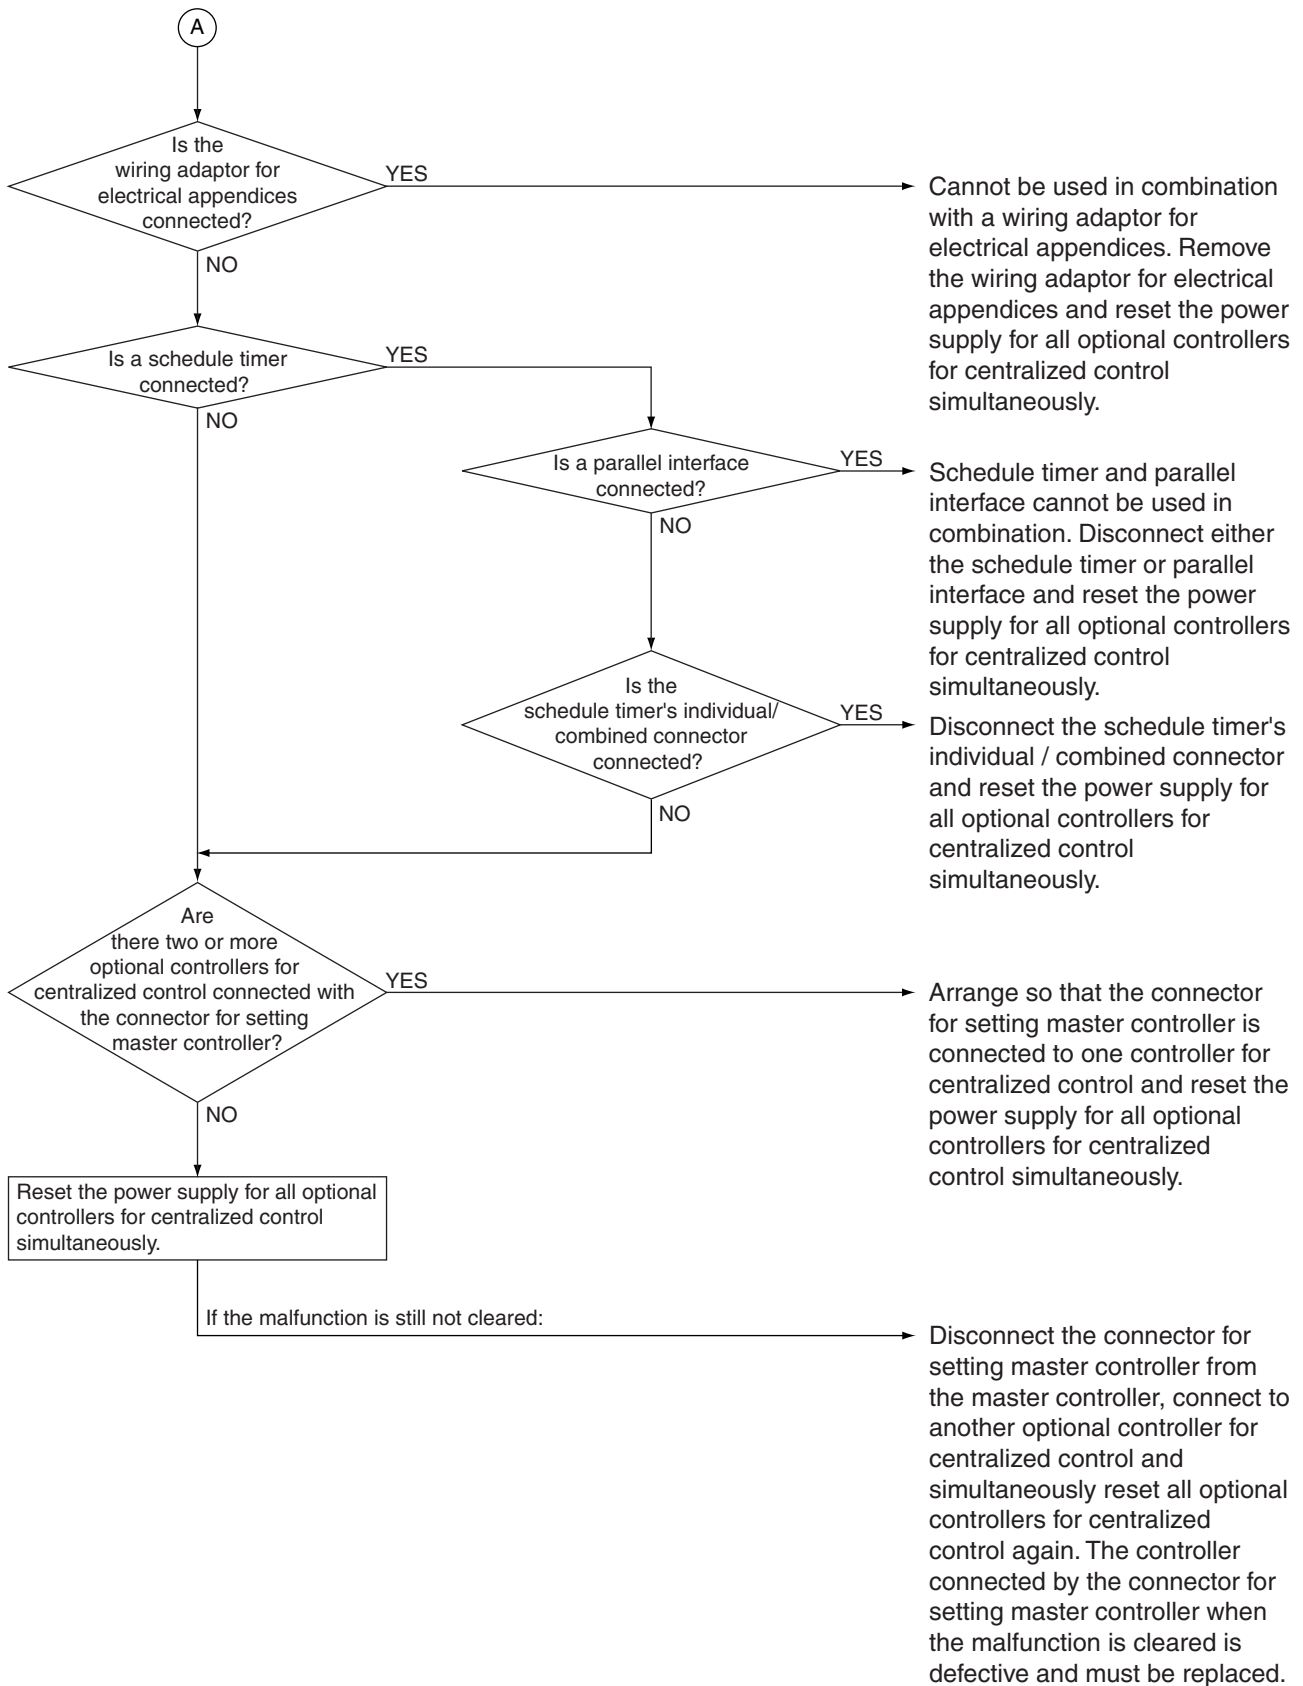 A
Is the
wiring adaptor for
electrical appendices
connected?
YES
Cannot be used in combination
with a wiring adaptor for
electrical appendices. Remove
the wiring adaptor for electrical
appendices and reset the power
supply for all optional controllers
for centralized control
simultaneously.
NO
Is a schedule timer
connected?
YES
NO
Is a parallel interface
connected?
YES
Schedule timer and parallel
interface cannot be used in
combination. Disconnect either
the schedule timer or parallel
interface and reset the power
supply for all optional controllers
for centralized control
simultaneously.
NO
Is the
schedule timer's individual/
combined connector
connected?
YES
Disconnect the schedule timer's
individual / combined connector
and reset the power supply for
all optional controllers for
centralized control
simultaneously.
NO
Are
there two or more
optional controllers for
centralized control connected with
the connector for setting
master controller?
YES
Arrange so that the connector
for setting master controller is
connected to one controller for
centralized control and reset the
power supply for all optional
controllers for centralized
control simultaneously.
NO
Reset the power supply for all optional
controllers for centralized control
simultaneously.
If the malfunction is still not cleared:
Disconnect the connector for
setting master controller from
the master controller, connect to
another optional controller for
centralized control and
simultaneously reset all optional
controllers for centralized
control again. The controller
connected by the connector for
setting master controller when
the malfunction is cleared is
defective and must be replaced.